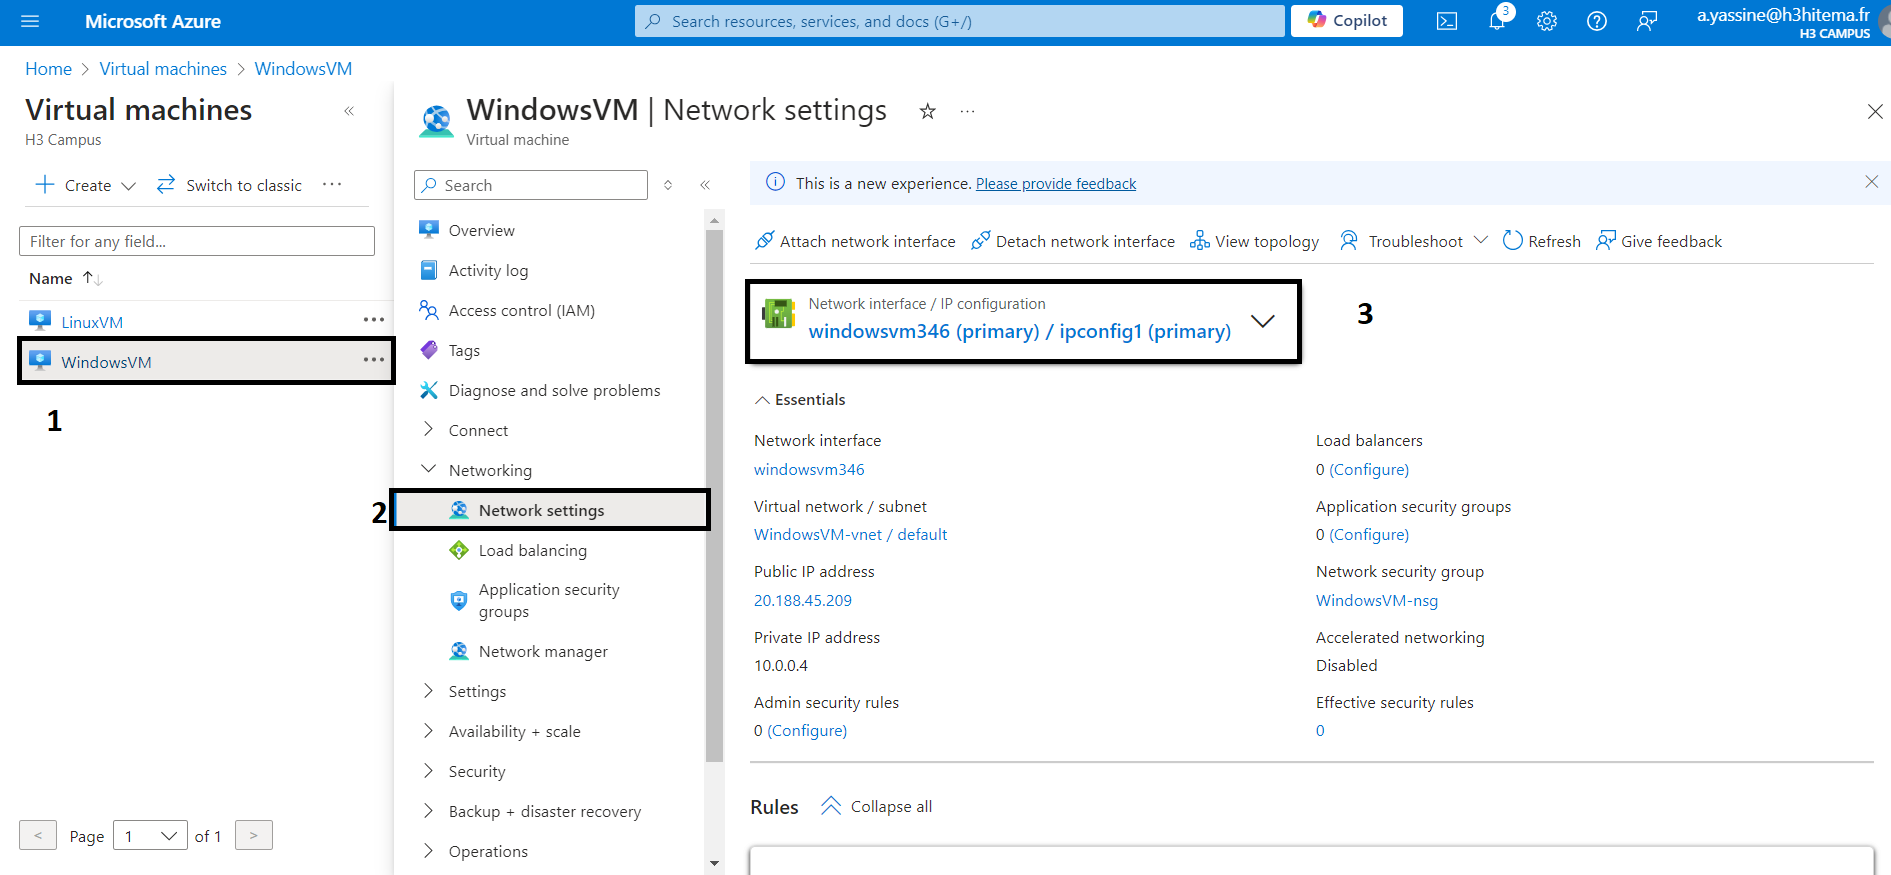 Microsoft Azure
Search resources, services, and docs (G+/)
Copilot
3
a.yassine@h3hitema.fr
H3 CAMPUS
Home > Virtual machines > WindowsVM
Virtual machines
H3 Campus
Create
Switch to classic
Filter for any field...
Name
LinuxVM
WindowsVM
1
Page 1 of 1
WindowsVM | Network settings
Virtual machine
Search
Overview
Activity log
Access control (IAM)
Tags
Diagnose and solve problems
Connect
Networking
2
Network settings
Load balancing
Application security
groups
Network manager
Settings
Availability + scale
Security
Backup + disaster recovery
Operations
This is a new experience. Please provide feedback
Attach network interface
Detach network interface
View topology
Troubleshoot
Refresh
Give feedback
Network interface / IP configuration
windowsvm346 (primary) / ipconfig1 (primary)
3
Essentials
Network interface
windowsvm346
Virtual network / subnet
WindowsVM-vnet / default
Public IP address
20.188.45.209
Private IP address
10.0.0.4
Admin security rules
0 (Configure)
Load balancers
0 (Configure)
Application security groups
0 (Configure)
Network security group
WindowsVM-nsg
Accelerated networking
Disabled
Effective security rules
0
Rules
Collapse all